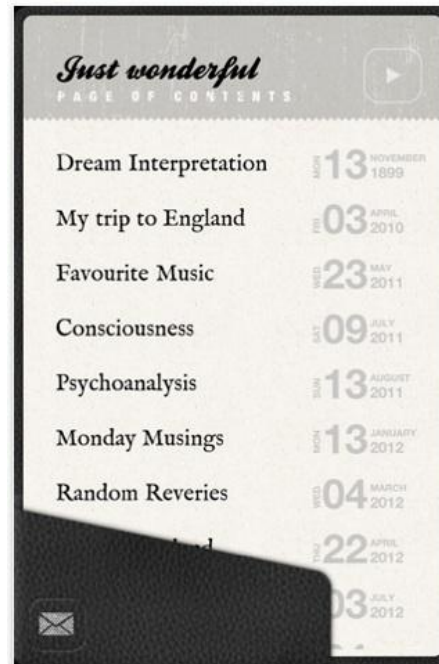 Just wonderful
PAGE OF CONTENTS
Dream Interpretation MON 13 NOVEMBER 1899
My trip to England FRI 03 APRIL 2010
Favourite Music WED 23 MAY 2011
Consciousness SAT 09 JULY 2011
Psychoanalysis SUN 13 AUGUST 2011
Monday Musings MON 13 JANUARY 2012
Random Reveries WED 04 MARCH 2012
THU 22 APRIL 2012
03 JULY 2012